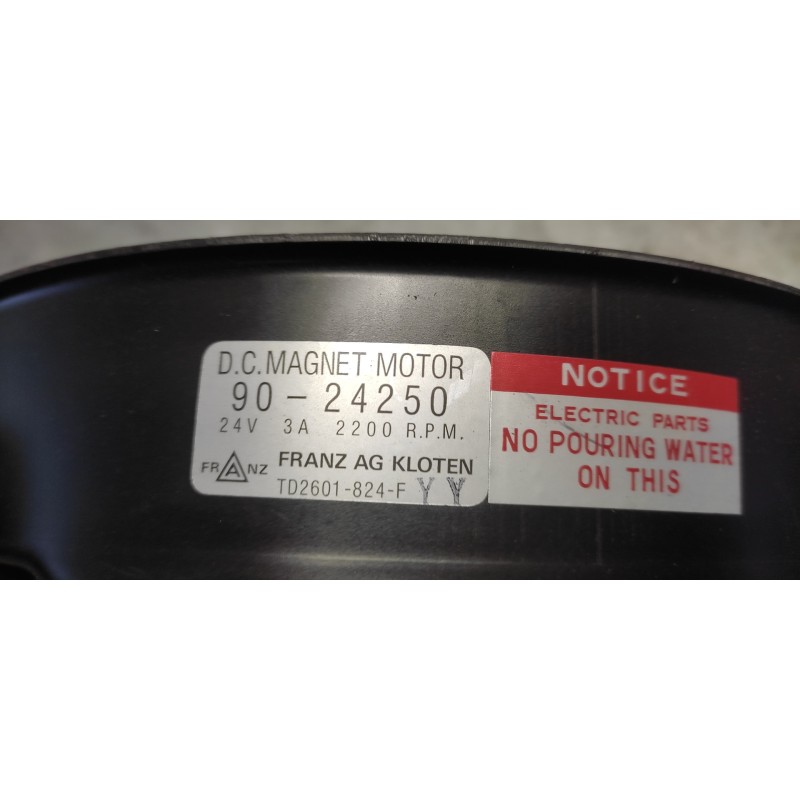 D.C. MAGNET MOTOR
90-24250
24V 3A 2200 R.P.M.
FRANZ FRANZ AG KLOTEN
TD2601-824-F Y Y
NOTICE
ELECTRIC PARTS
NO POURING WATER
ON THIS